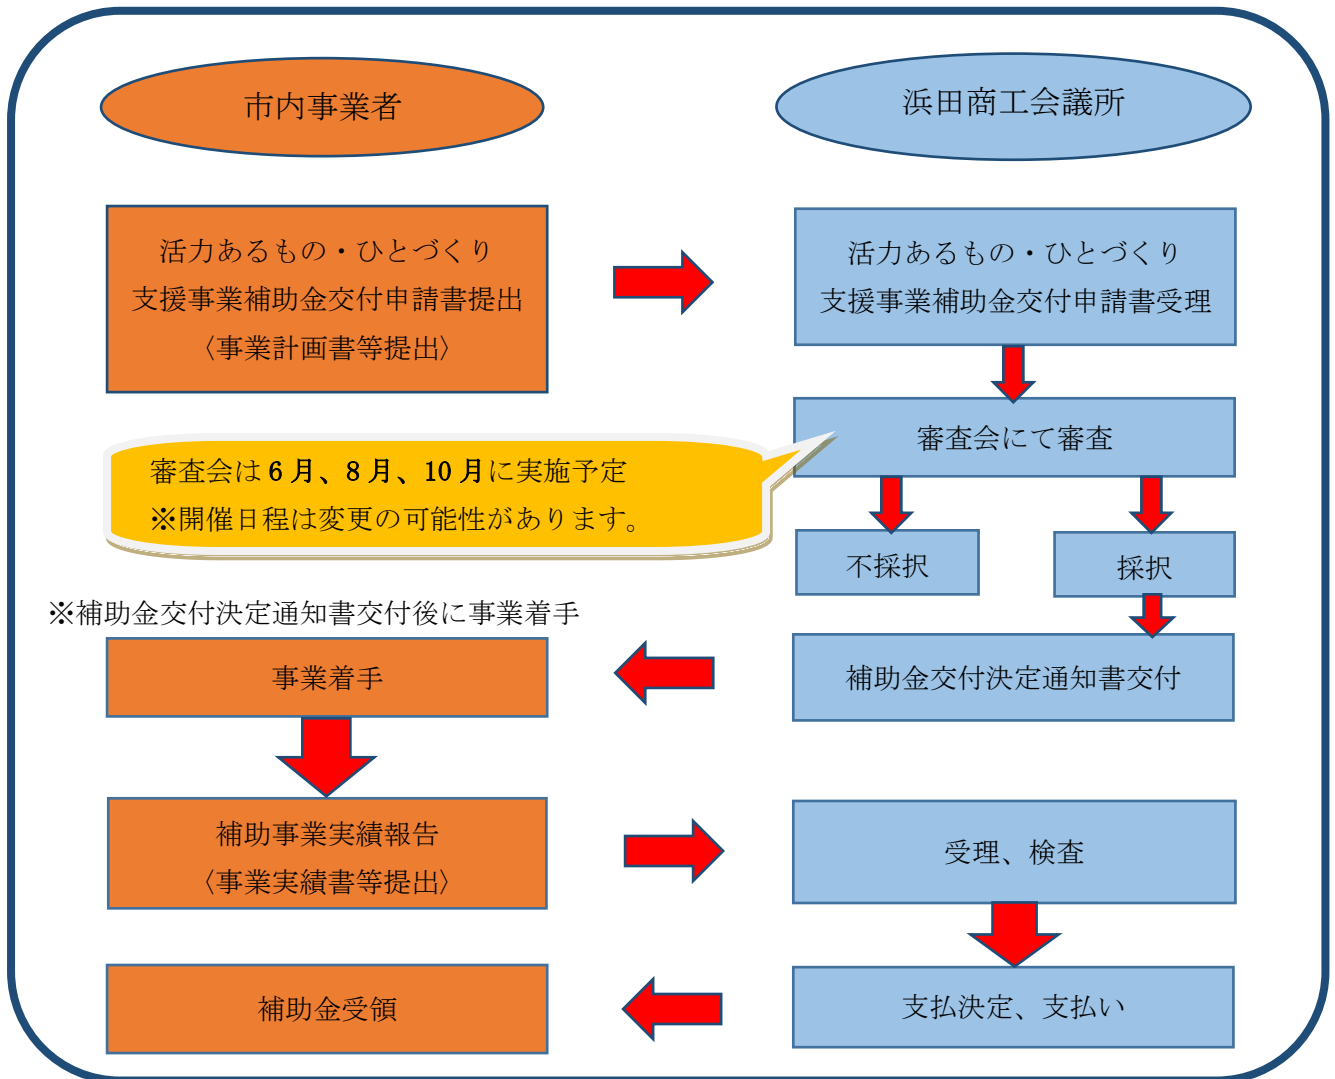 市内事業者
浜田商工会議所
活力あるもの・ひとづくり
支援事業補助金交付申請書提出
〈事業計画書等提出〉
活力あるもの・ひとづくり
支援事業補助金交付申請書受理
審査会にて審査
審査会は6月、8月、10月に実施予定
※開催日程は変更の可能性があります。
不採択
採択
※補助金交付決定通知書交付後に事業着手
事業着手
補助金交付決定通知書交付
補助事業実績報告
〈事業実績書等提出〉
受理、検査
補助金受領
支払決定、支払い